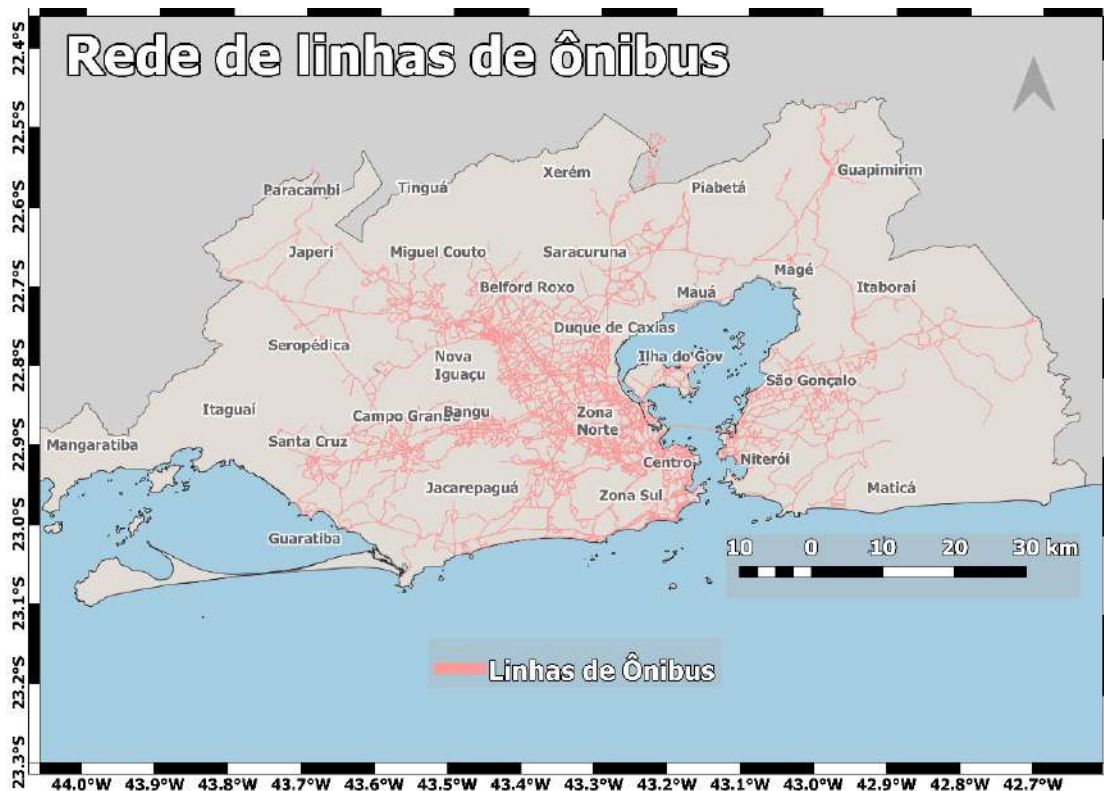 Rede de linhas de ônibus
22.4°S
22.5°S
22.6°S
22.7°S
22.8°S
22.9°S
23.0°S
23.1°S
23.2°S
23.3°S
Xerém
Guapimirim
Paracambi
Tinguá
Piabetá
Japeri
Miguel Couto
Saracuruna
Magé
Belford Roxo
Mauá
Itaborai
Duque de Caxias
Seropédica
Nova
Iguaçu
Ilha do Gov
São Gonçalo
Itaguaí
Campo Grande
Bangu
Zona
Norte
Mangaratiba
Santa Cruz
Centro
Niterói
Jacarepaguá
Zona Sul
Maticá
Guaratiba
10 0 10 20 30 km
Linhas de Ônibus
44.0°W 43.9°W 43.8°W 43.7°W 43.6°W 43.5°W 43.4°W 43.3°W 43.2°W 43.1°W 43.0°W 42.9°W 42.8°W 42.7°W